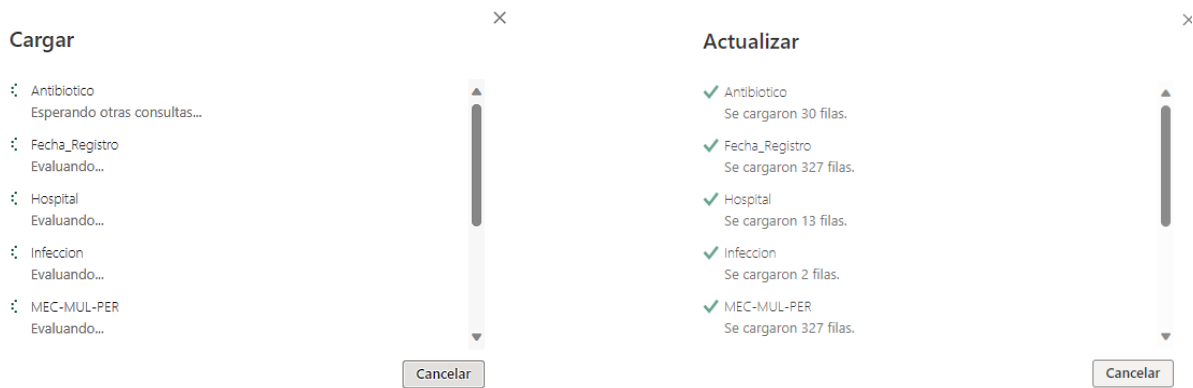 Cargar
Antibiotico
Esperando otras consultas...
Fecha_Registro
Evaluando...
Hospital
Evaluando...
Infeccion
Evaluando...
MEC-MUL-PER
Evaluando...
Cancelar
Actualizar
Antibiotico
Se cargaron 30 filas.
Fecha_Registro
Se cargaron 327 filas.
Hospital
Se cargaron 13 filas.
Infeccion
Se cargaron 2 filas.
MEC-MUL-PER
Se cargaron 327 filas.
Cancelar